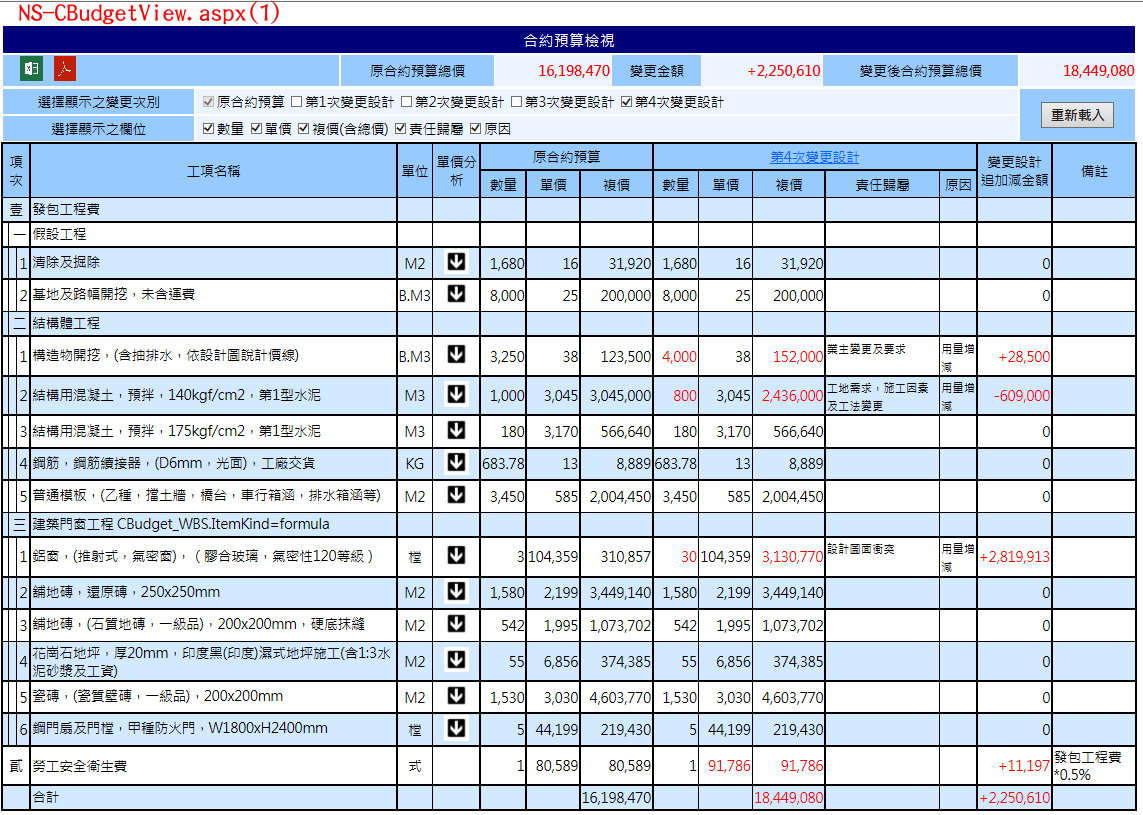 NS-CBudgetView.aspx(1)
合約預算檢視
原合約預算總價 16,198,470 變更金額 +2,250,610 變更後合約預算總價 18,449,080
選擇顯示之變更次別 原合約預算 第1次變更設計 第2次變更設計 第3次變更設計 第4次變更設計
選擇顯示之欄位 數量 單價 複價(含總價) 責任歸屬 原因
重新載入
項次 工項名稱 單位 單價分析 原合約預算 第4次變更設計 變更設計追加減金額 備註
數量 單價 複價 數量 單價 複價 責任歸屬 原因
壹 發包工程費
一 假設工程
1 清除及掘除 M2 1,680 16 31,920 1,680 16 31,920 0
2 基地及路幅開挖，未含運費 B.M3 8,000 25 200,000 8,000 25 200,000 0
二 結構體工程
1 構造物開挖，(含抽排水，依設計圖說計價線) B.M3 3,250 38 123,500 4,000 38 152,000 業主變更及要求 用量增減 +28,500
2 結構用混凝土，預拌，140kgf/cm2，第1型水泥 M3 1,000 3,045 3,045,000 800 3,045 2,436,000 工地需求，施工因素及工法變更 用量增減 -609,000
3 結構用混凝土，預拌，175kgf/cm2，第1型水泥 M3 180 3,170 566,640 180 3,170 566,640 0
4 鋼筋，鋼筋續接器，(D6mm，光面)，工廠交貨 KG 683.78 13 8,889 683.78 13 8,889 0
5 普通模板，(乙種，擋土牆，橋台，車行箱涵，排水箱涵等) M2 3,450 585 2,004,450 3,450 585 2,004,450 0
三 建築門窗工程 CBudget_WBS.ItemKind=formula
1 鋁窗，(推射式，氣密窗)，（膠合玻璃，氣密性120等級） 樘 3 104,359 310,857 30 104,359 3,130,770 設計圖面衝突 用量增減 +2,819,913
2 舖地磚，還原磚，250x250mm M2 1,580 2,199 3,449,140 1,580 2,199 3,449,140 0
3 舖地磚，(石質地磚，一級品)，200x200mm，硬底抹縫 M2 542 1,995 1,073,702 542 1,995 1,073,702 0
4 花崗石地坪，厚20mm，印度黑(印度)濕式地坪施工(含1:3水泥砂漿及工資) M2 55 6,856 374,385 55 6,856 374,385 0
5 瓷磚，(瓷質壁磚，一級品)，200x200mm M2 1,530 3,030 4,603,770 1,530 3,030 4,603,770 0
6 鋼門扇及門樘，甲種防火門，W1800xH2400mm 樘 5 44,199 219,430 5 44,199 219,430 0
貳 勞工安全衛生費 式 1 80,589 80,589 1 91,786 91,786 +11,197 發包工程費*0.5%
合計 16,198,470 18,449,080 +2,250,610